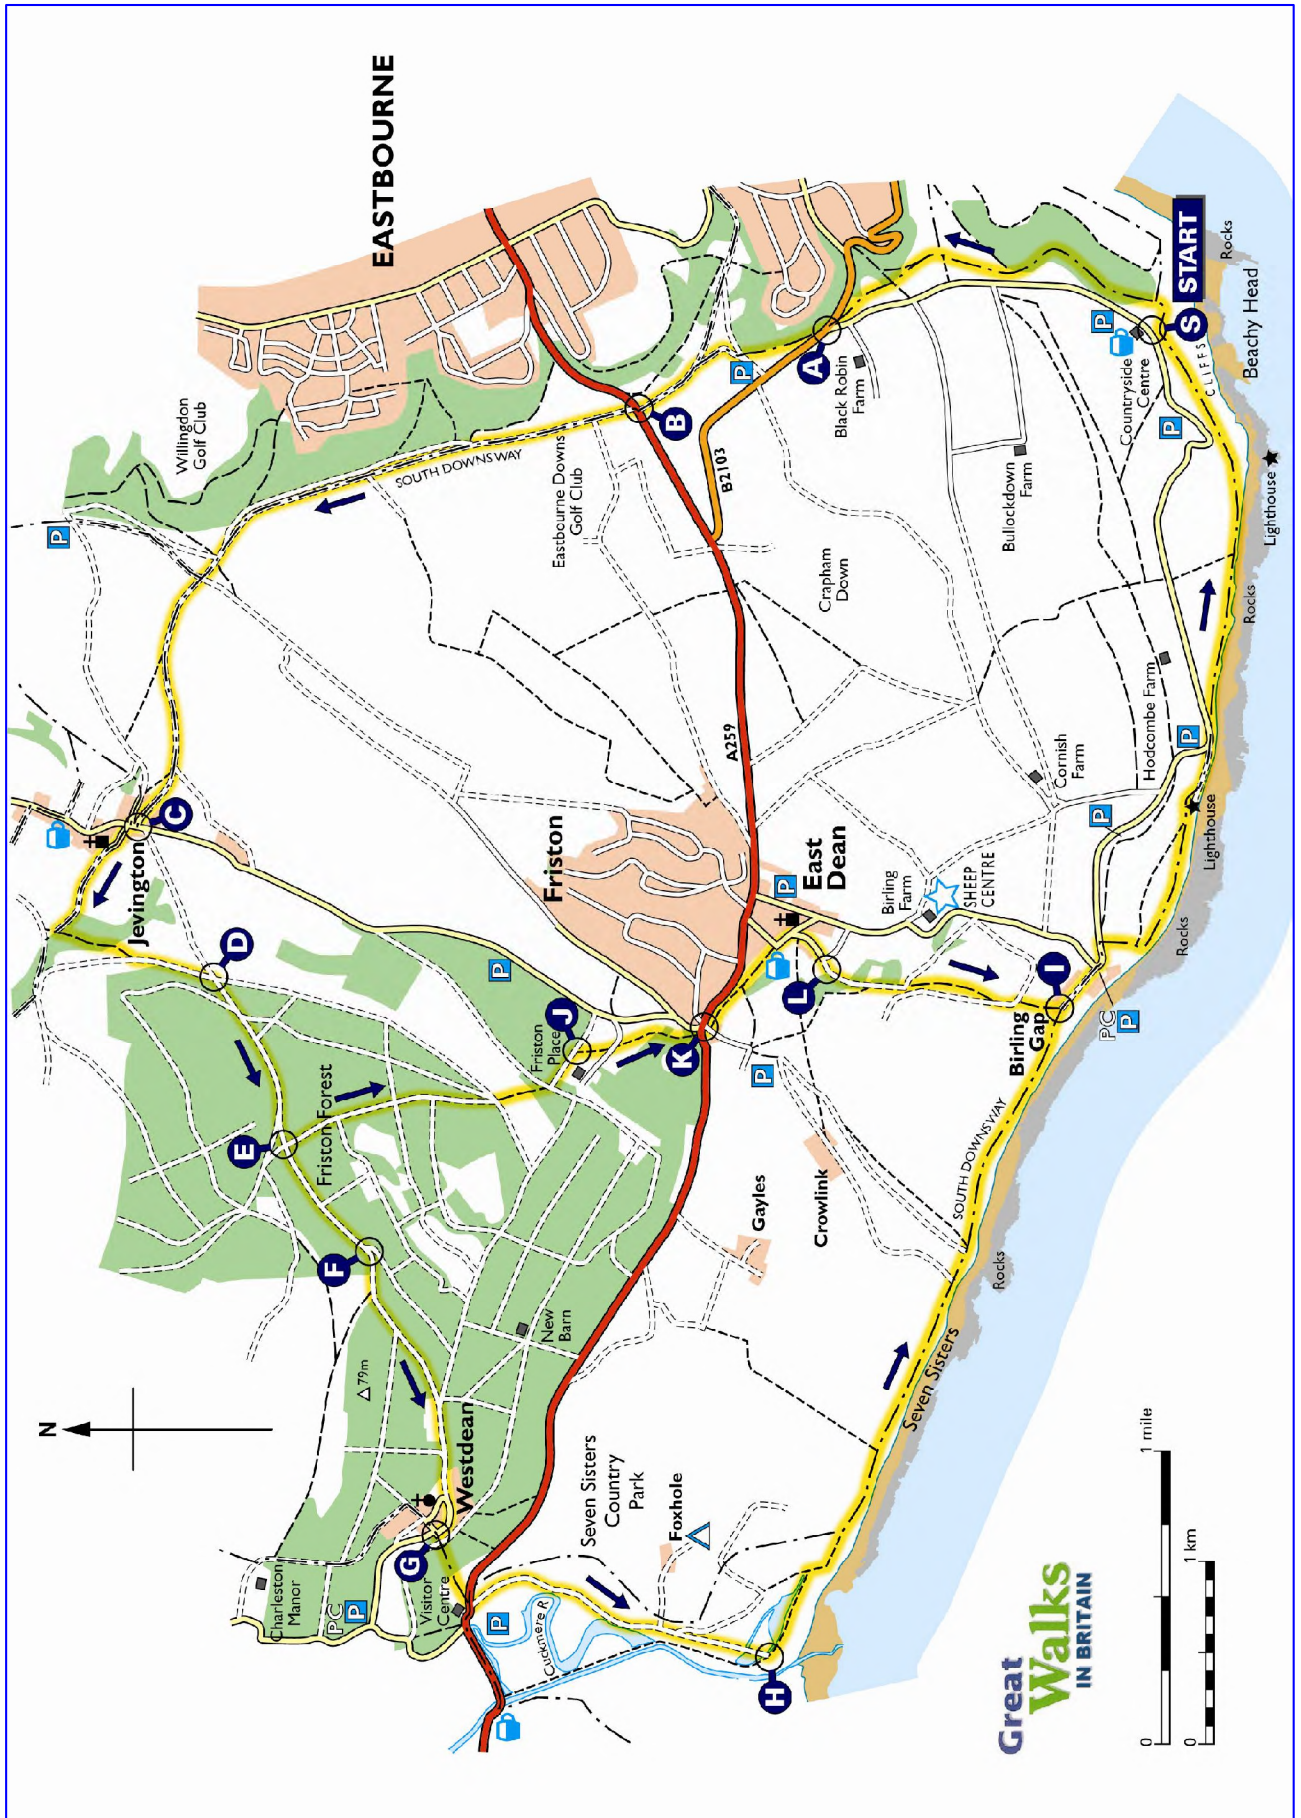 N
EASTBOURNE
Willingdon
Golf Club
P
C
Jevington
D
SOUTH DOWNS WAY
Eastbourne Downs
Golf Club
B
B2103
P
A
Black Robin
Farm
Friston Forest
E
F
79m
P
Friston
J
Friston
Place
K
A259
Crapham
Down
Bullockdown
Farm
Charleston
Manor
PC
P
G
Westdean
Visitor
Centre
New
Barn
P
East
Dean
P
L
Birling
Farm
SHEEP CENTRE
Cornish
Farm
Hodcombe Farm
P
P
Countryside
Centre
P
P
S
START
CLIFFS
Beachy Head
Rocks
Lighthouse
Rocks
Lighthouse
Rocks
P
Cuckmere R
Seven Sisters
Country
Park
Foxhole
H
Gayles
Crowlink
P
Birling
Gap
I
PC
P
SOUTH DOWNS WAY
Rocks
Seven Sisters
Great
Walks
IN BRITAIN
0
1 mile
0
1 km